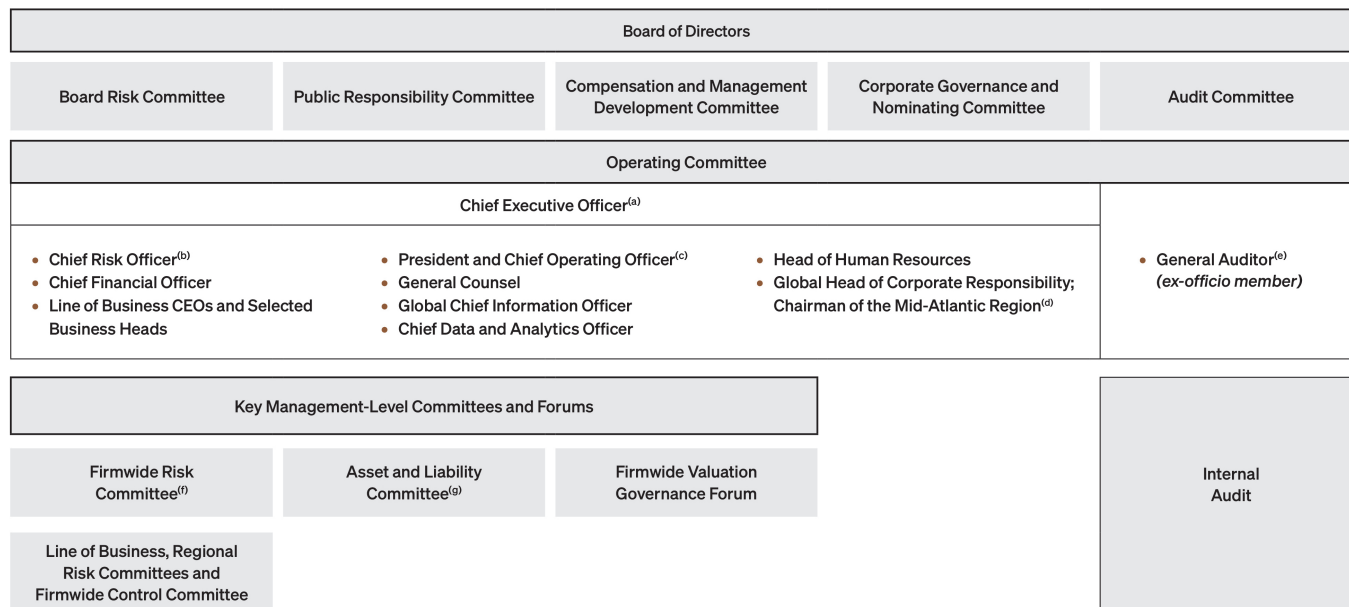 Board of Directors
Board Risk Committee
Public Responsibility Committee
Compensation and Management
Development Committee
Corporate Governance and
Nominating Committee
Audit Committee
Operating Committee
Chief Executive Officer(a)
• Chief Risk Officer(b)
• Chief Financial Officer
• Line of Business CEOs and Selected
Business Heads
• President and Chief Operating Officer(c)
• General Counsel
• Global Chief Information Officer
• Chief Data and Analytics Officer
• Head of Human Resources
• Global Head of Corporate Responsibility;
Chairman of the Mid-Atlantic Region(d)
• General Auditor(e)
(ex-officio member)
Key Management-Level Committees and Forums
Firmwide Risk
Committee(f)
Asset and Liability
Committee(g)
Firmwide Valuation
Governance Forum
Line of Business, Regional
Risk Committees and
Firmwide Control Committee
Internal
Audit